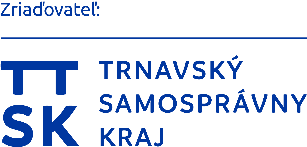 Zriaďovateľ:
TT
SK
TRNAVSKÝ
SAMOSPRÁVNY
KRAJ